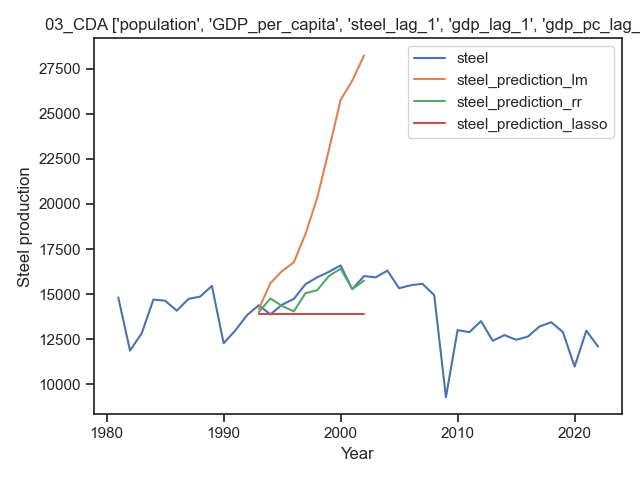 03_CDA ['population', 'GDP_per_capita', 'steel_lag_1', 'gdp_lag_1', 'gdp_pc_lag_
steel
steel_prediction_lm
steel_prediction_rr
steel_prediction_lasso
Steel production
27500
25000
22500
20000
17500
15000
12500
10000
1980 1990 2000 2010 2020
Year